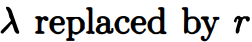 λ replaced by r